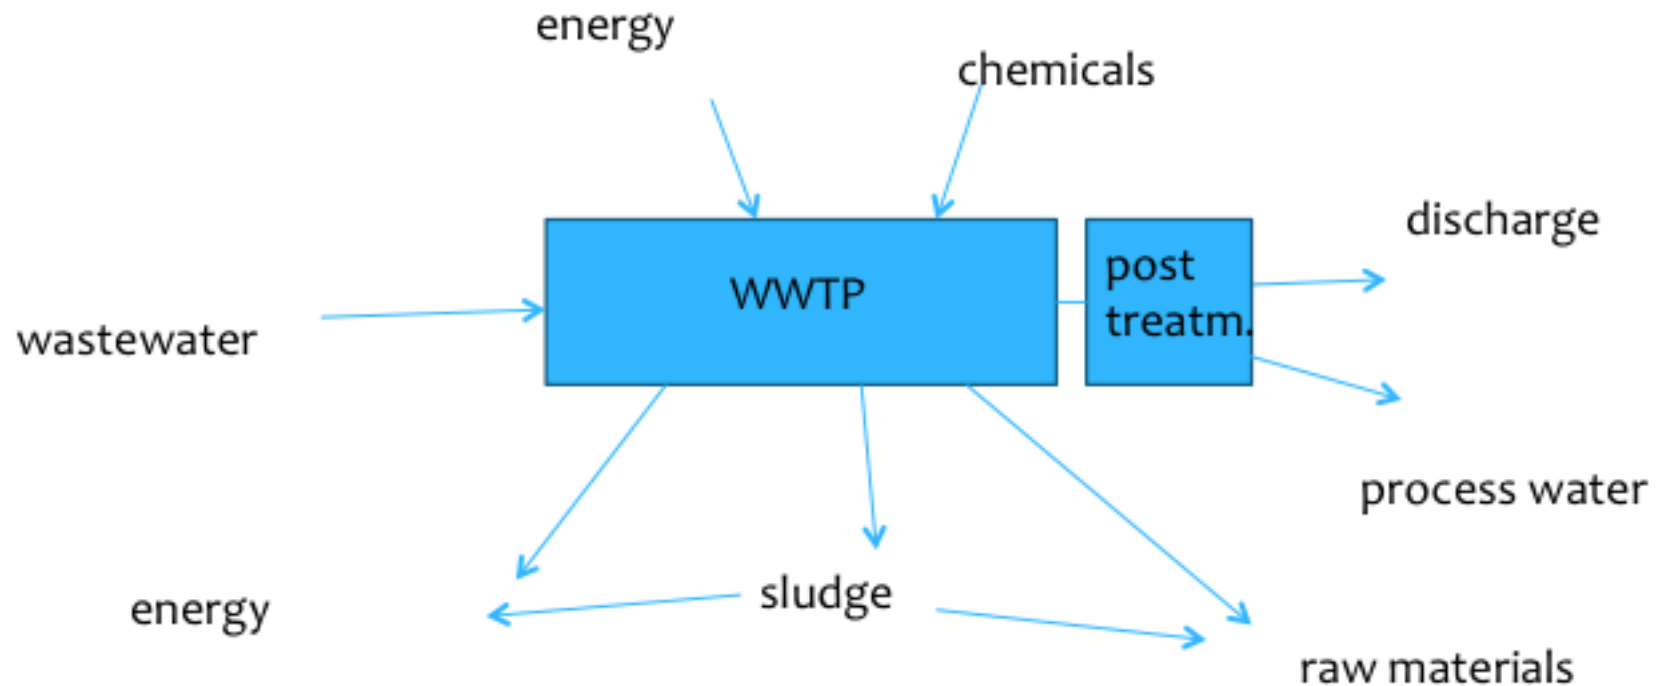 energy
chemicals
discharge
post
treatm.
WWTP
wastewater
process water
sludge
energy
raw materials